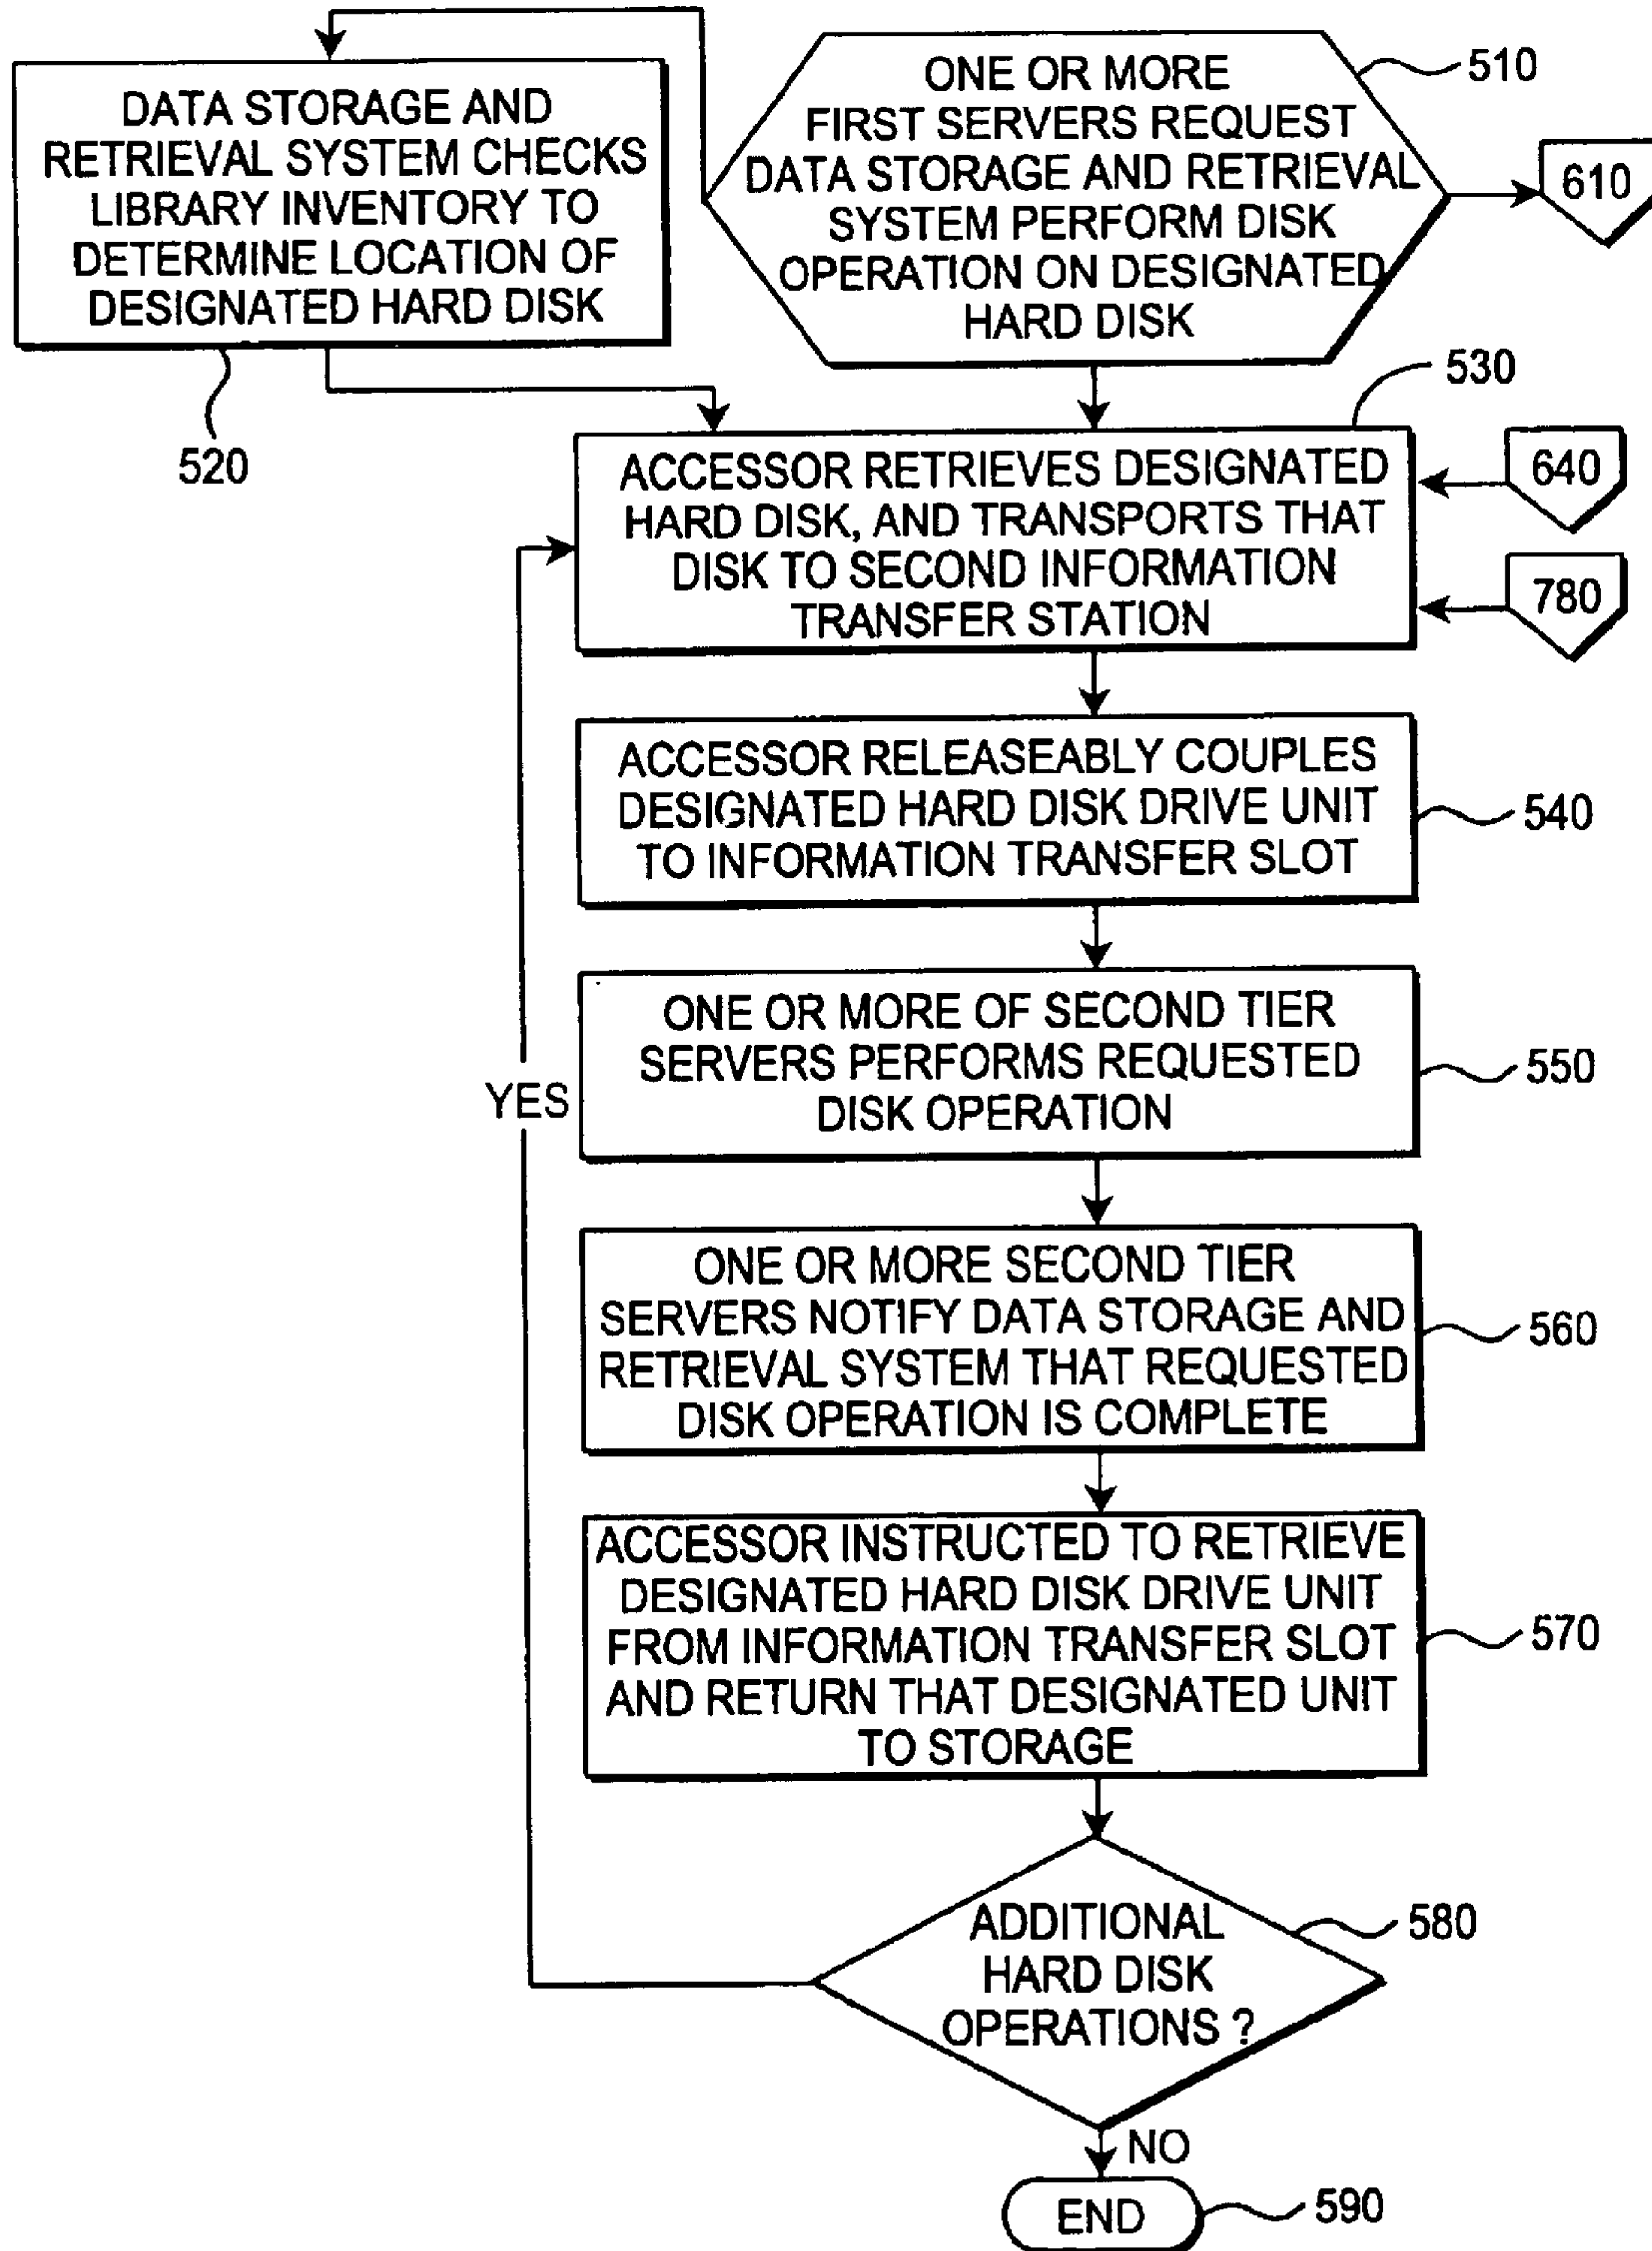 ONE OR MORE
FIRST SERVERS REQUEST
DATA STORAGE AND RETRIEVAL
SYSTEM PERFORM DISK
OPERATION ON DESIGNATED
HARD DISK
510
610
DATA STORAGE AND
RETRIEVAL SYSTEM CHECKS
LIBRARY INVENTORY TO
DETERMINE LOCATION OF
DESIGNATED HARD DISK
520
530
ACCESSOR RETRIEVES DESIGNATED
HARD DISK, AND TRANSPORTS THAT
DISK TO SECOND INFORMATION
TRANSFER STATION
640
780
ACCESSOR RELEASEABLY COUPLES
DESIGNATED HARD DISK DRIVE UNIT
TO INFORMATION TRANSFER SLOT
540
ONE OR MORE OF SECOND TIER
SERVERS PERFORMS REQUESTED
DISK OPERATION
550
YES
ONE OR MORE SECOND TIER
SERVERS NOTIFY DATA STORAGE AND
RETRIEVAL SYSTEM THAT REQUESTED
DISK OPERATION IS COMPLETE
560
ACCESSOR INSTRUCTED TO RETRIEVE
DESIGNATED HARD DISK DRIVE UNIT
FROM INFORMATION TRANSFER SLOT
AND RETURN THAT DESIGNATED UNIT
TO STORAGE
570
ADDITIONAL
HARD DISK
OPERATIONS ?
580
NO
END
590